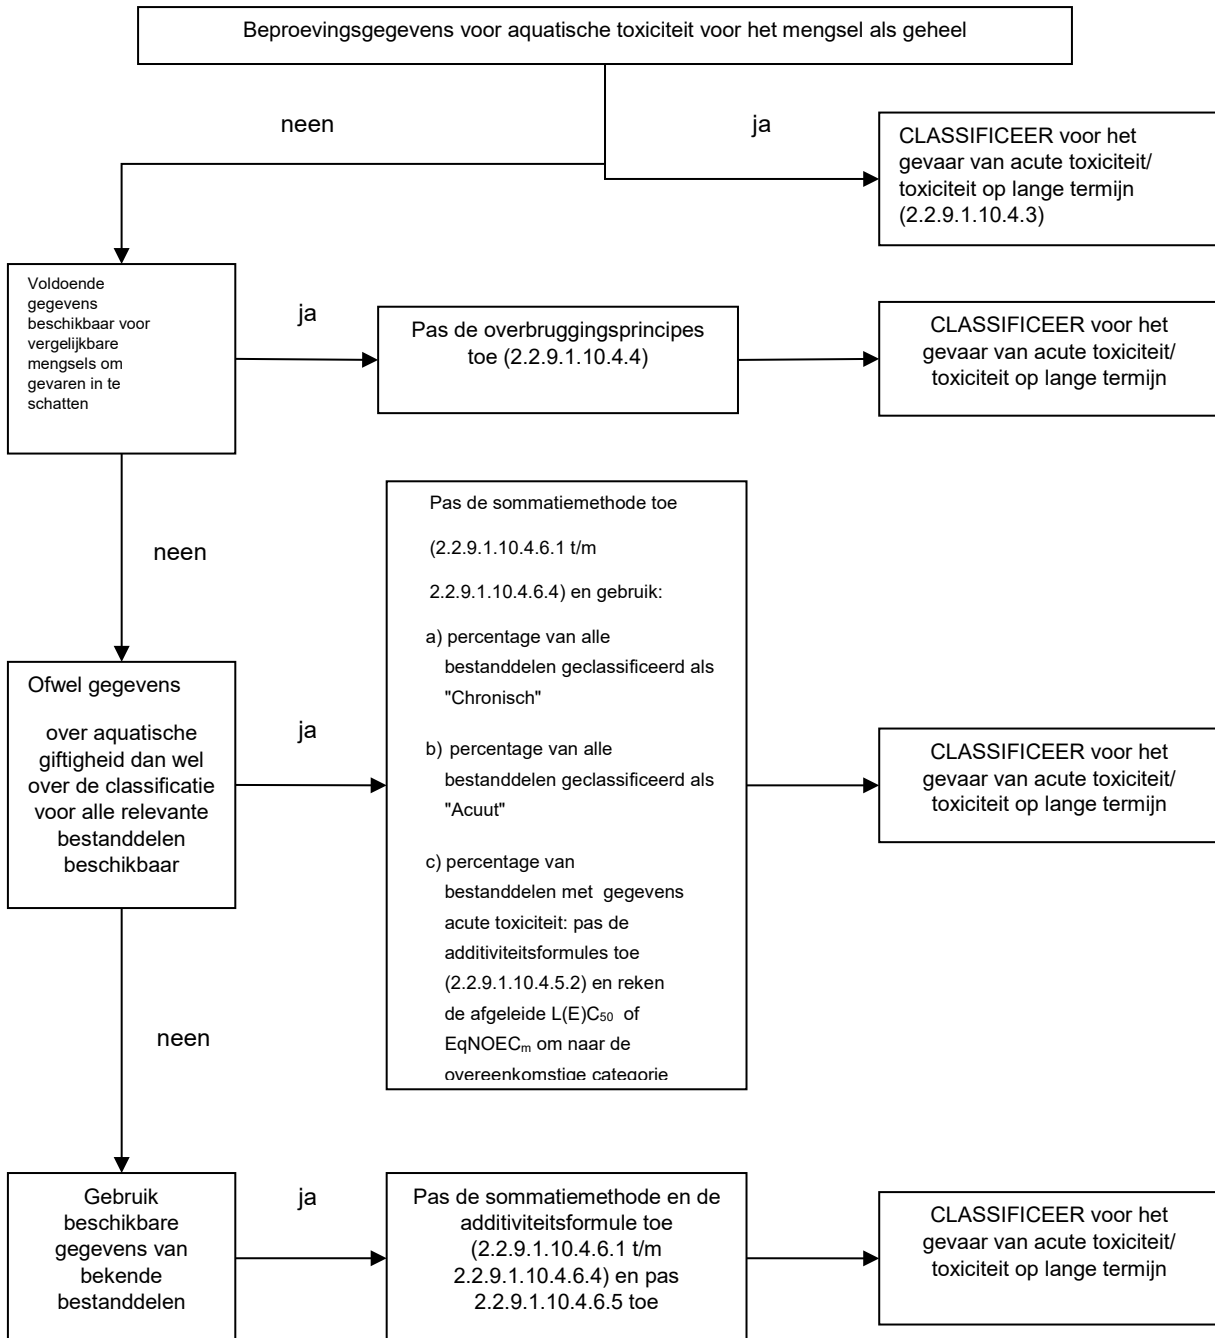 Beproevingsgegevens voor aquatische toxiciteit voor het mengsel als geheel
neen
ja
CLASSIFICEER voor het
gevaar van acute toxiciteit/
toxiciteit op lange termijn
(2.2.9.1.10.4.3)
Voldoende
gegevens
beschikbaar voor
vergelijkbare
mengsels om
gevaren in te
schatten
ja
Pas de overbruggingsprincipes
toe (2.2.9.1.10.4.4)
CLASSIFICEER voor het
gevaar van acute toxiciteit/
toxiciteit op lange termijn
neen
Ofwel gegevens
over aquatische
giftigheid dan wel
over de classificatie
voor alle relevante
bestanddelen
beschikbaar
ja
Pas de sommatiemethode toe
(2.2.9.1.10.4.6.1 t/m
2.2.9.1.10.4.6.4) en gebruik:
a) percentage van alle
bestanddelen geclassificeerd als
"Chronisch"
b) percentage van alle
bestanddelen geclassificeerd als
"Acuut"
c) percentage van
bestanddelen met gegevens
acute toxiciteit: pas de
additiviteitsformules toe
(2.2.9.1.10.4.5.2) en reken
de afgeleide L(E)C₅₀ of
EqNOECₘ om naar de
overeenkomstige categorie
CLASSIFICEER voor het
gevaar van acute toxiciteit/
toxiciteit op lange termijn
neen
Gebruik
beschikbare
gegevens van
bekende
bestanddelen
ja
Pas de sommatiemethode en de
additiviteitsformule toe
(2.2.9.1.10.4.6.1 t/m
2.2.9.1.10.4.6.4) en pas
2.2.9.1.10.4.6.5 toe
CLASSIFICEER voor het
gevaar van acute toxiciteit/
toxiciteit op lange termijn